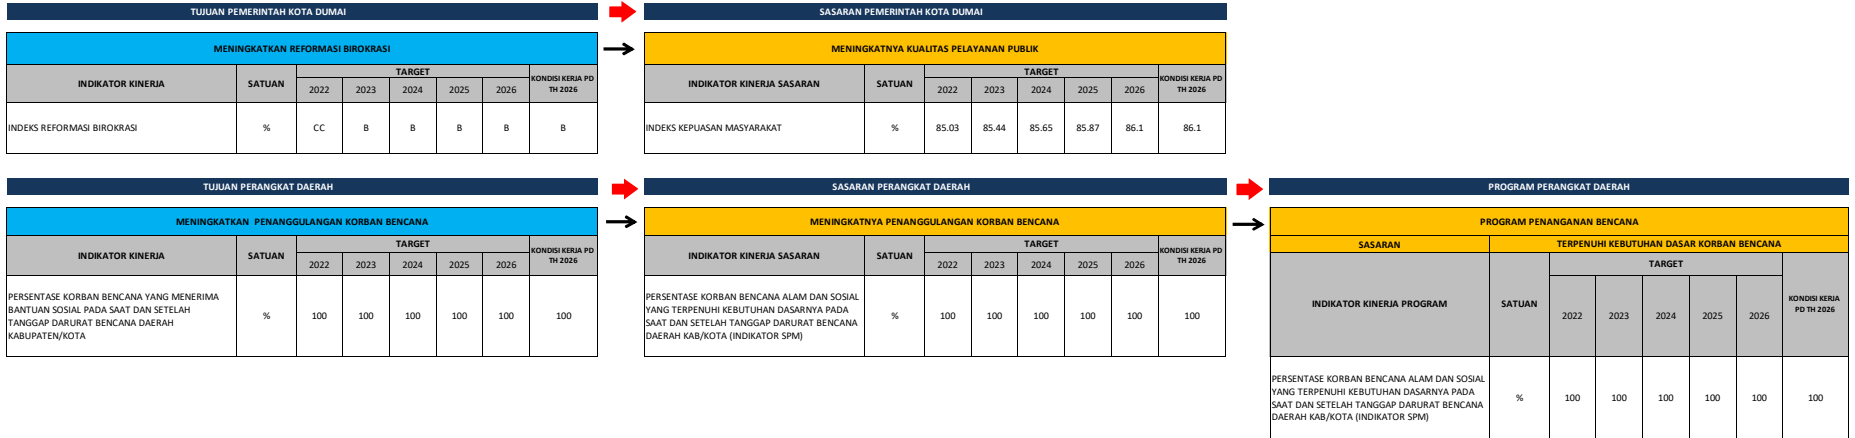 TUJUAN PEMERINTAH KOTA DUMAI
SASARAN PEMERINTAH KOTA DUMAI
MENINGKATKAN REFORMASI BIROKRASI
INDIKATOR KINERJA
SATUAN
TARGET
KONDISI KERJA PD
TH 2026
2022 2023 2024 2025 2026
INDEKS REFORMASI BIROKRASI
% CC B B B B B
MENINGKATNYA KUALITAS PELAYANAN PUBLIK
INDIKATOR KINERJA SASARAN
SATUAN
TARGET
KONDISI KERJA PD
TH 2026
2022 2023 2024 2025 2026
INDEKS KEPUASAN MASYARAKAT
% 85.03 85.44 85.65 85.87 86.1 86.1
TUJUAN PERANGKAT DAERAH
SASARAN PERANGKAT DAERAH
PROGRAM PERANGKAT DAERAH
MENINGKATKAN PENANGGULANGAN KORBAN BENCANA
INDIKATOR KINERJA
SATUAN
TARGET
KONDISI KERJA PD
TH 2026
2022 2023 2024 2025 2026
PERSENTASE KORBAN BENCANA YANG MENERIMA
BANTUAN SOSIAL PADA SAAT DAN SETELAH
TANGGAP DARURAT BENCANA DAERAH
KABUPATEN/KOTA
% 100 100 100 100 100 100
MENINGKATNYA PENANGGULANGAN KORBAN BENCANA
INDIKATOR KINERJA SASARAN
SATUAN
TARGET
KONDISI KERJA PD
TH 2026
2022 2023 2024 2025 2026
PERSENTASE KORBAN BENCANA ALAM DAN SOSIAL
YANG TERPENUHI KEBUTUHAN DASARNYA PADA
SAAT DAN SETELAH TANGGAP DARURAT BENCANA
DAERAH KAB/KOTA (INDIKATOR SPM)
% 100 100 100 100 100 100
PROGRAM PENANGANAN BENCANA
SASARAN
TERPENUHI KEBUTUHAN DASAR KORBAN BENCANA
INDIKATOR KINERJA PROGRAM
SATUAN
TARGET
KONDISI KERJA
PD TH 2026
2022 2023 2024 2025 2026
PERSENTASE KORBAN BENCANA ALAM DAN SOSIAL
YANG TERPENUHI KEBUTUHAN DASARNYA PADA
SAAT DAN SETELAH TANGGAP DARURAT BENCANA
DAERAH KAB/KOTA (INDIKATOR SPM)
% 100 100 100 100 100 100